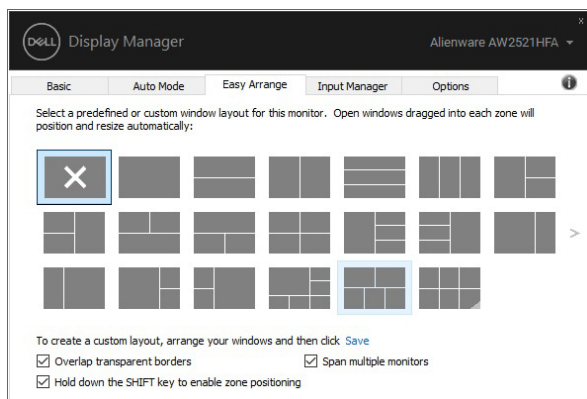 DELL Display Manager
Alienware AW2521HFA
Basic
Auto Mode
Easy Arrange
Input Manager
Options
Select a predefined or custom window layout for this monitor. Open windows dragged into each zone will
position and resize automatically:
To create a custom layout, arrange your windows and then click Save
Overlap transparent borders
Span multiple monitors
Hold down the SHIFT key to enable zone positioning